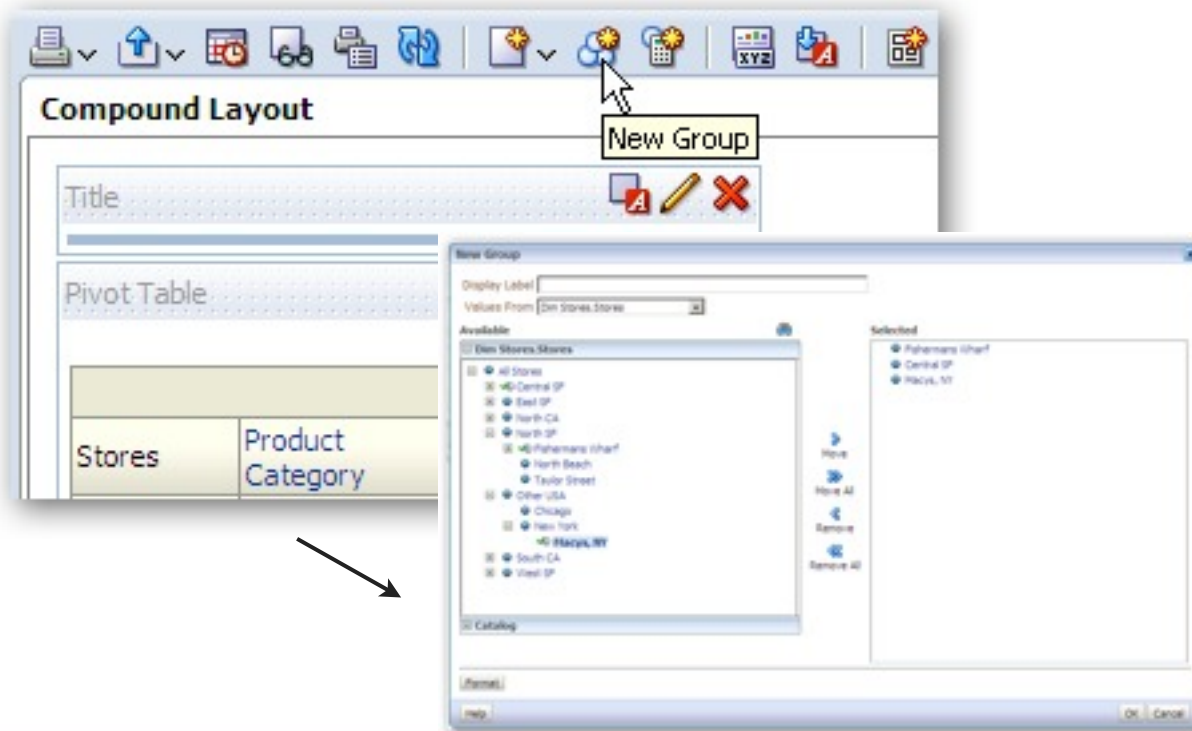 XYZ
A
Compound Layout
New Group
Title
A
Pivot Table
Stores
Product
Category
New Group
Display Label
Values From Dim Stores.Stores
Available
Selected
Dim Stores.Stores
All Stores
Central SF
East SF
North CA
North SF
Fishermans Wharf
North Beach
Taylor Street
Other USA
Chicago
New York
Macys, NY
South CA
West SF
Catalog
Move
Move All
Remove
Remove All
Fishermans Wharf
Central SF
Macys, NY
Format
Help
OK Cancel